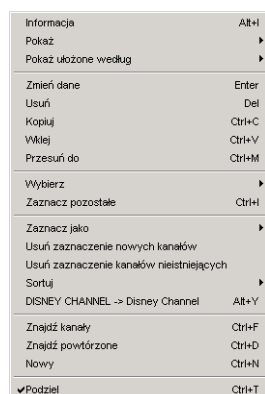 Informacja Alt+I
Pokaż
Pokaż ułożone według
Zmień dane Enter
Usuń Del
Kopiuj Ctrl+C
Wklej Ctrl+V
Przesuń do Ctrl+M
Wybierz
Zaznacz pozostałe Ctrl+I
Zaznacz jako
Usuń zaznaczenie nowych kanałów
Usuń zaznaczenie kanałów nieistniejących
Sortuj
DISNEY CHANNEL -> Disney Channel Alt+Y
Znajdź kanały Ctrl+F
Znajdź powtórzone Ctrl+D
Nowy Ctrl+N
✔Podziel Ctrl+T